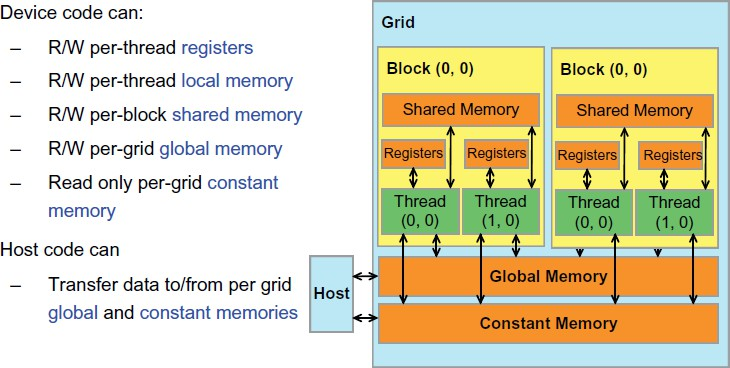 Device code can:
– R/W per-thread registers
– R/W per-thread local memory
– R/W per-block shared memory
– R/W per-grid global memory
– Read only per-grid constant
memory
Host code can
– Transfer data to/from per grid
global and constant memories
Grid
Block (0, 0)
Shared Memory
Registers
Registers
Thread
(0, 0)
Thread
(1, 0)
Block (0, 0)
Shared Memory
Registers
Registers
Thread
(0, 0)
Thread
(1, 0)
Host
Global Memory
Constant Memory